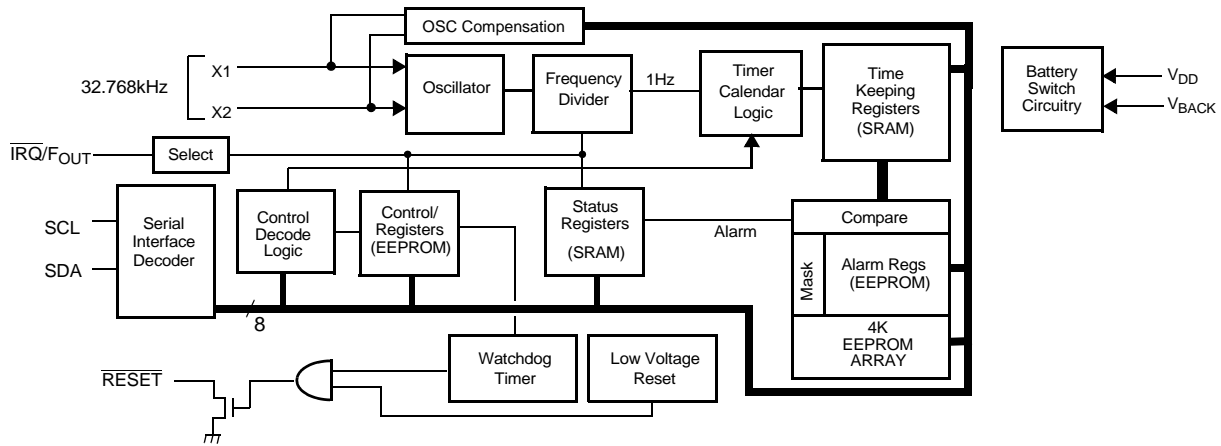 OSC Compensation
32.768kHz
X1
X2
Oscillator
Frequency
Divider
1Hz
Timer
Calendar
Logic
Time
Keeping
Registers
(SRAM)
Battery
Switch
Circuitry
VDD
VBACK
IRQ/FOUT
Select
SCL
SDA
Serial
Interface
Decoder
Control
Decode
Logic
Control/
Registers
(EEPROM)
Status
Registers
(SRAM)
Alarm
Compare
Mask
Alarm Regs
(EEPROM)
4K
EEPROM
ARRAY
8
RESET
Watchdog
Timer
Low Voltage
Reset